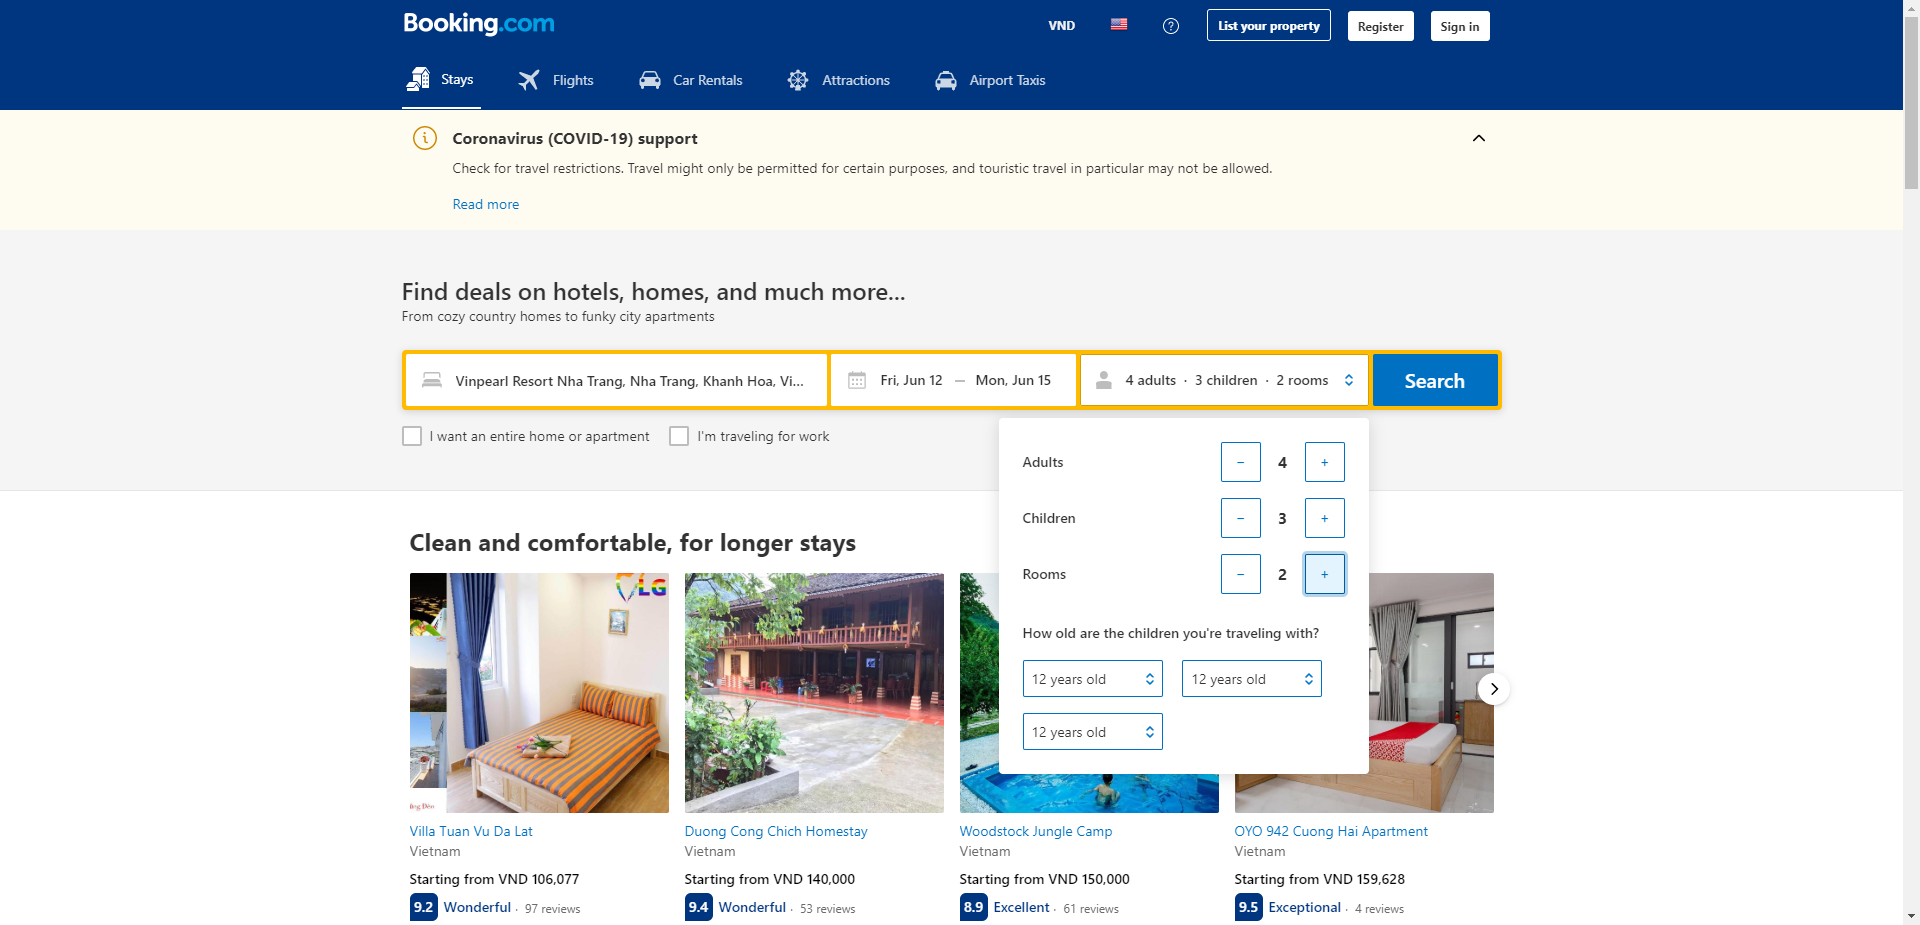 Booking.com
VND
List your property
Register
Sign in
Stays
Flights
Car Rentals
Attractions
Airport Taxis
Coronavirus (COVID-19) support
Check for travel restrictions. Travel might only be permitted for certain purposes, and touristic travel in particular may not be allowed.
Read more
Find deals on hotels, homes, and much more...
From cozy country homes to funky city apartments
Vinpearl Resort Nha Trang, Nha Trang, Khanh Hoa, Vi...
Fri, Jun 12 — Mon, Jun 15
4 adults · 3 children · 2 rooms
Search
I want an entire home or apartment
I'm traveling for work
Adults − 4 +
Children − 3 +
Rooms − 2 +
How old are the children you're traveling with?
12 years old
12 years old
12 years old
Clean and comfortable, for longer stays
LG
Villa Tuan Vu Da Lat
Vietnam
Starting from VND 106,077
9.2 Wonderful · 97 reviews
Duong Cong Chich Homestay
Vietnam
Starting from VND 140,000
9.4 Wonderful · 53 reviews
Woodstock Jungle Camp
Vietnam
Starting from VND 150,000
8.9 Excellent · 61 reviews
OYO 942 Cuong Hai Apartment
Vietnam
Starting from VND 159,628
9.5 Exceptional · 4 reviews